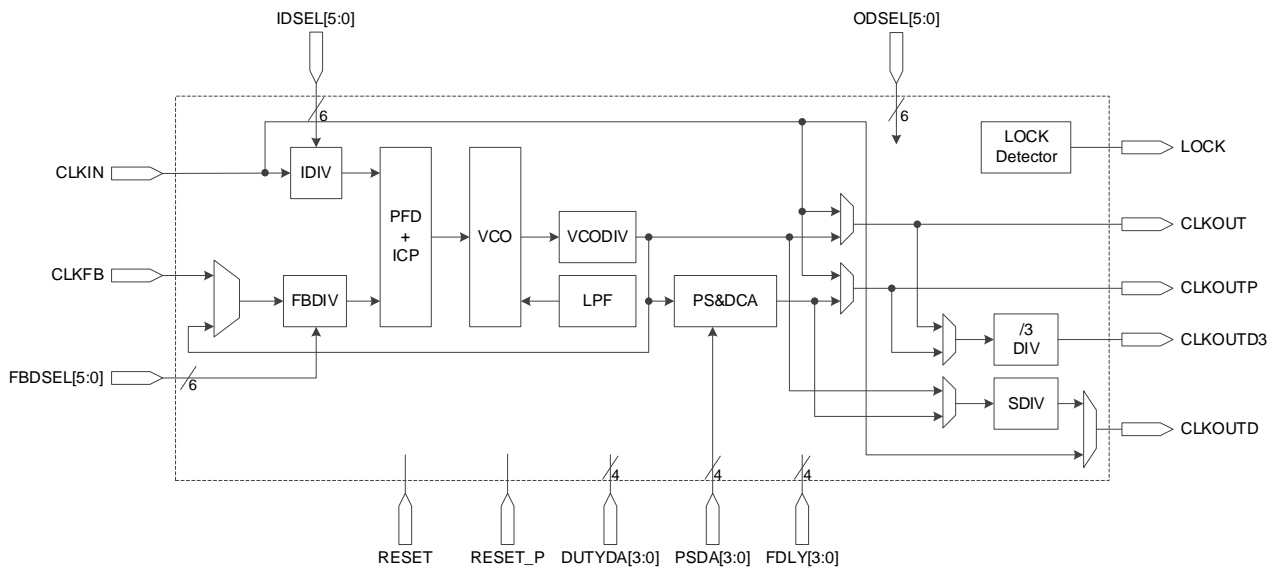 IDSEL[5:0]
ODSEL[5:0]
6
6
LOCK
Detector
LOCK
CLKIN
IDIV
PFD
+
ICP
VCO
VCODIV
CLKOUT
CLKFB
FBDIV
LPF
PS&DCA
CLKOUTP
/3
DIV
CLKOUTD3
FBDSEL[5:0]
6
SDIV
CLKOUTD
4
4
4
RESET
RESET_P
DUTYDA[3:0]
PSDA[3:0]
FDLY[3:0]